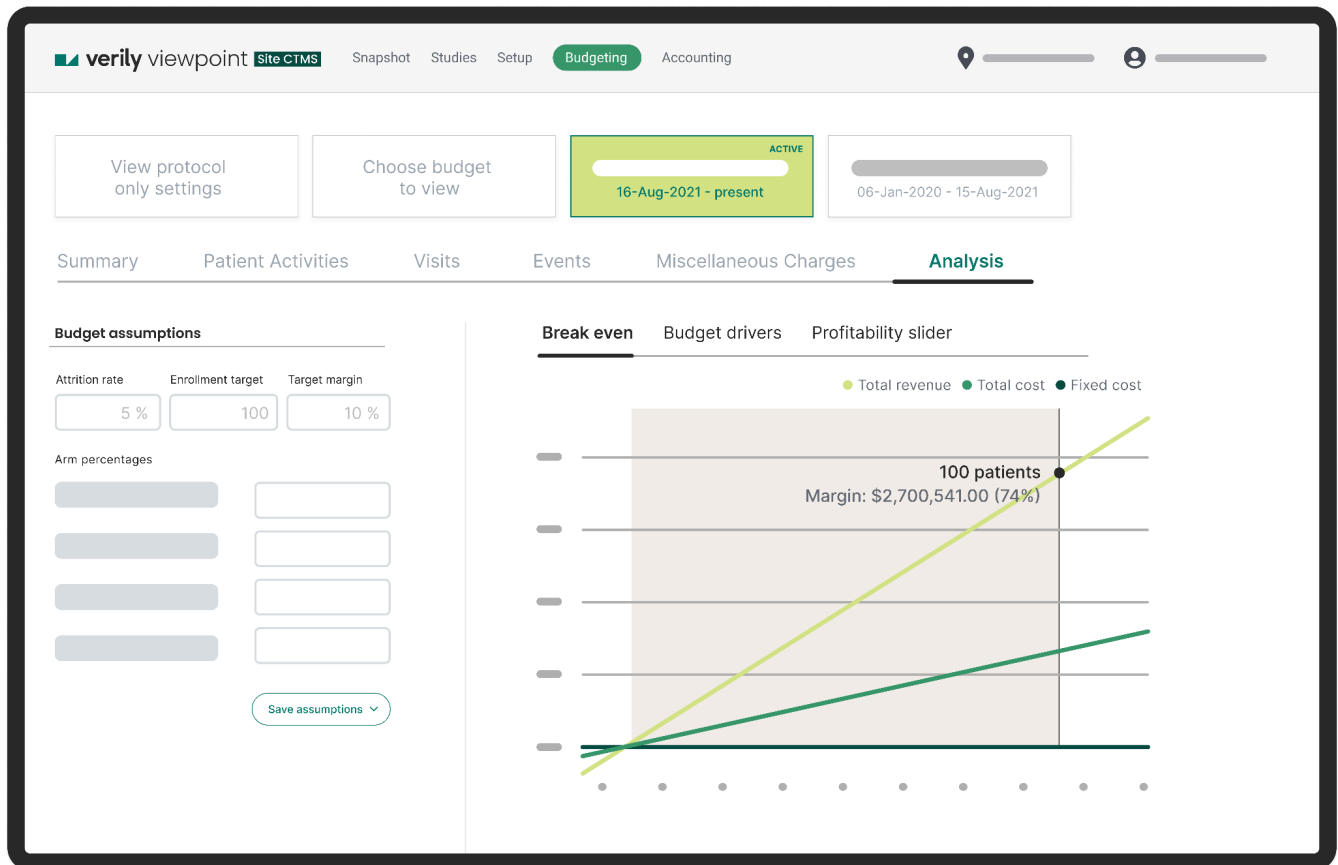 verily viewpoint Site CTMS
Snapshot Studies Setup Budgeting Accounting
View protocol
only settings
Choose budget
to view
ACTIVE
16-Aug-2021 - present
06-Jan-2020 - 15-Aug-2021
Summary Patient Activities Visits Events Miscellaneous Charges Analysis
Budget assumptions
Attrition rate Enrollment target Target margin
5 % 100 10 %
Arm percentages
Save assumptions
Break even Budget drivers Profitability slider
Total revenue Total cost Fixed cost
100 patients
Margin: $2,700,541.00 (74%)